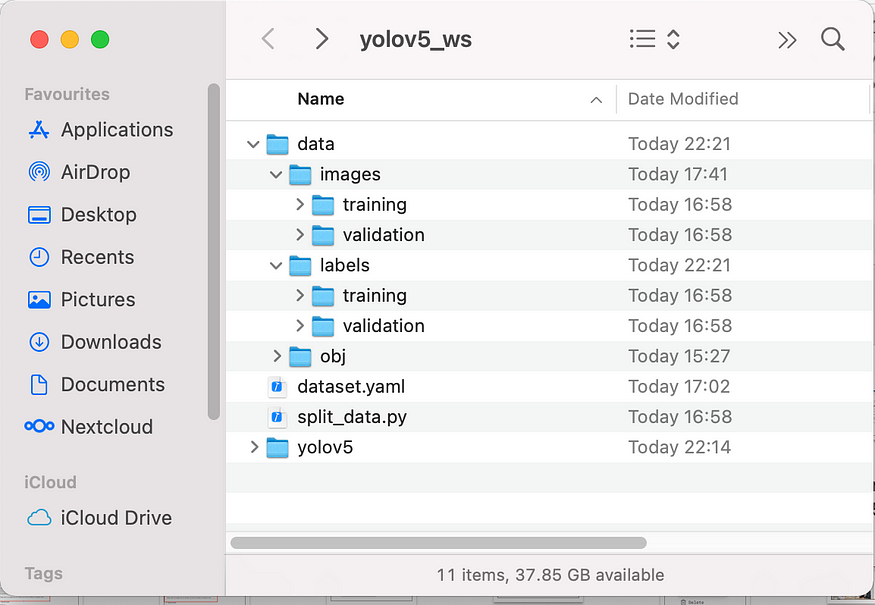 yolov5_ws
Favourites
Applications
AirDrop
Desktop
Recents
Pictures
Downloads
Documents
Nextcloud
iCloud
iCloud Drive
Tags
Name Date Modified
data Today 22:21
images Today 17:41
training Today 16:58
validation Today 16:58
labels Today 22:21
training Today 16:58
validation Today 16:58
obj Today 15:27
dataset.yaml Today 17:02
split_data.py Today 16:58
yolov5 Today 22:14
11 items, 37.85 GB available